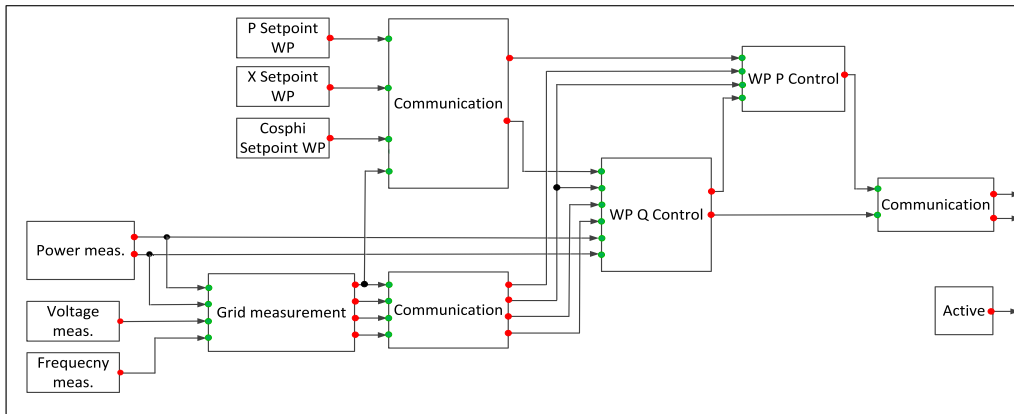 P Setpoint
WP
X Setpoint
WP
Cosphi
Setpoint WP
Communication
WP P Control
WP Q Control
Communication
Power meas.
Voltage
meas.
Frequecny
meas.
Grid measurement
Communication
Active